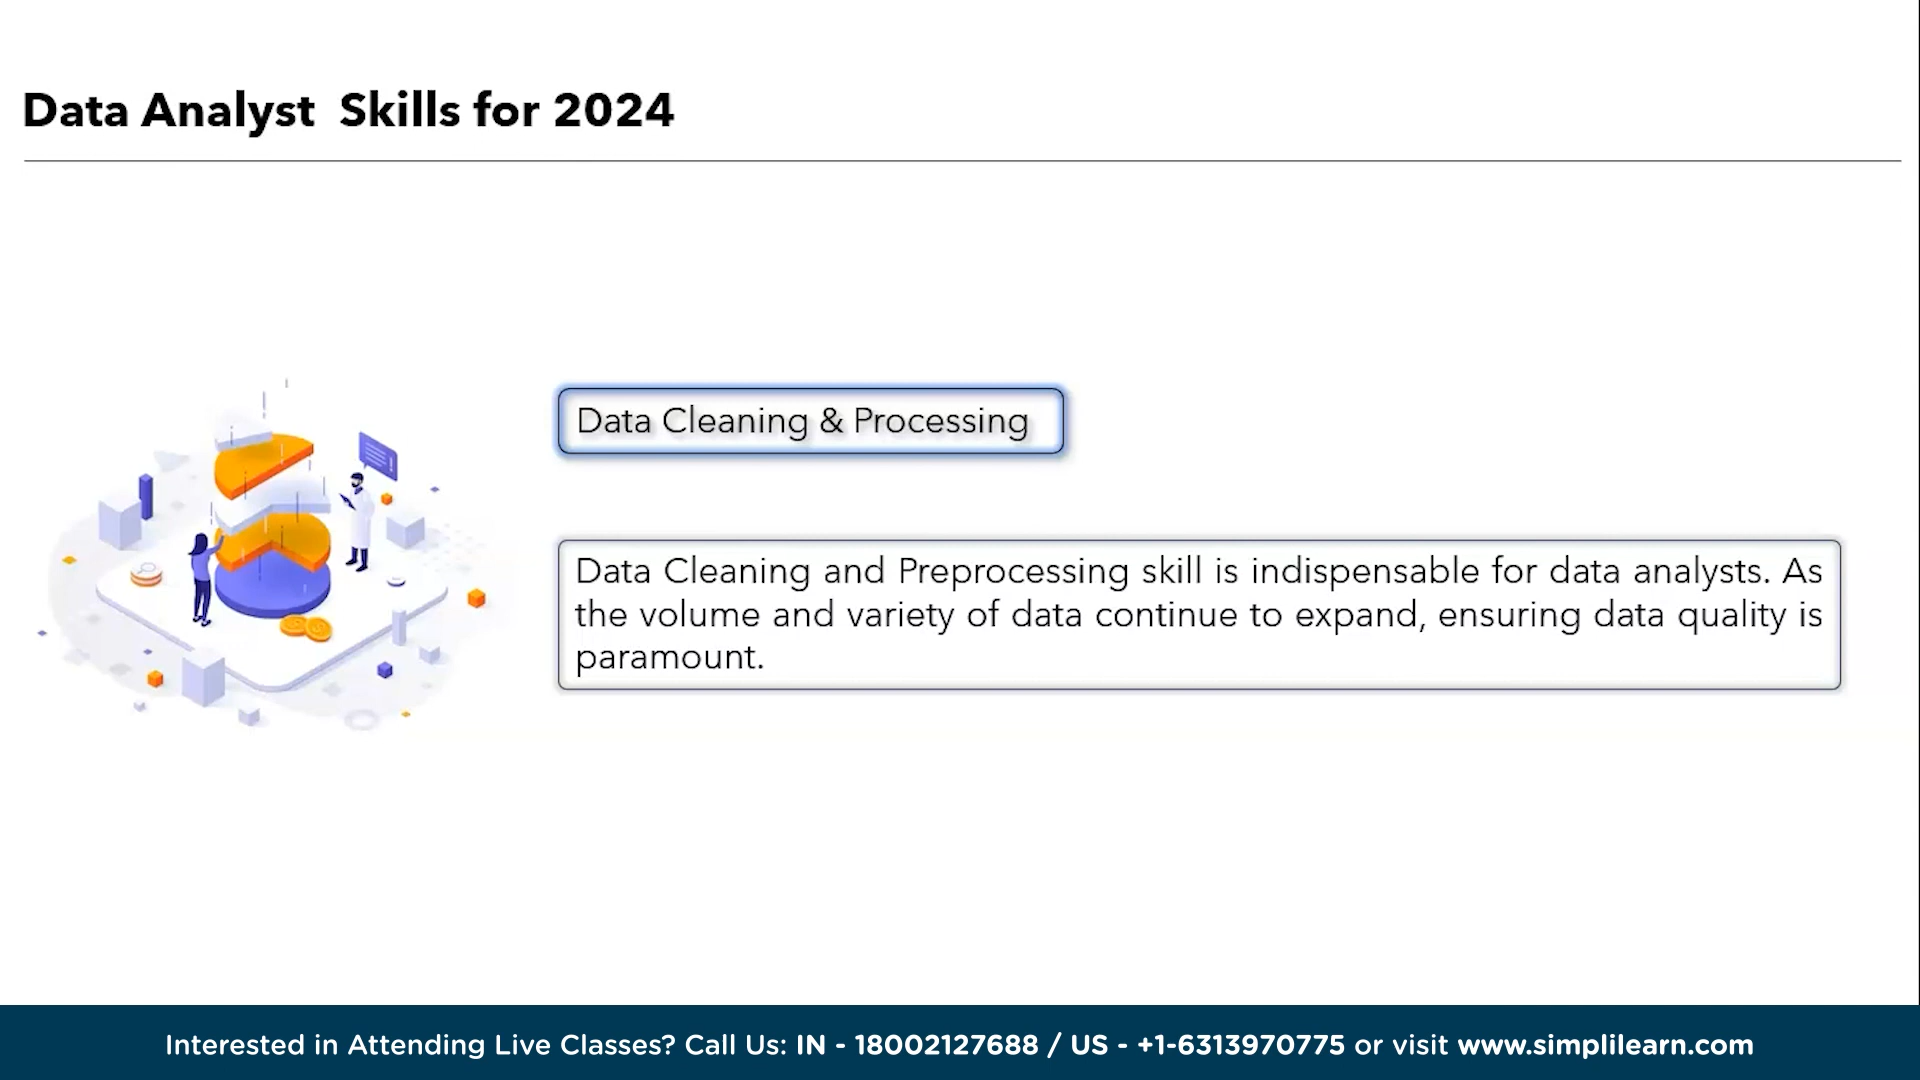 Data Analyst  Skills for 2024
Data Cleaning & Processing
Data Cleaning and Preprocessing skill is indispensable for data analysts. As
the volume and variety of data continue to expand, ensuring data quality is
paramount.
Interested in Attending Live Classes? Call Us: IN - 18002127688 / US - +1-6313970775 or visit www.simplilearn.com